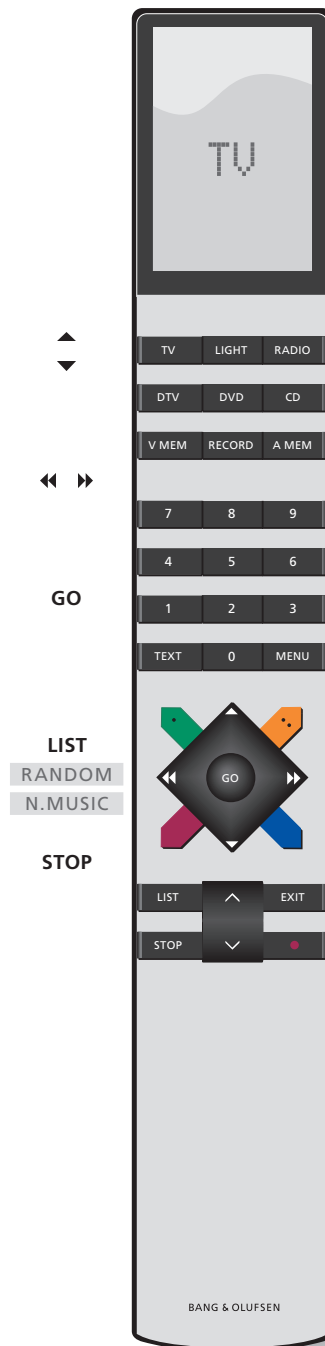 TV
TV LIGHT RADIO
DTV DVD CD
V MEM RECORD A MEM
7 8 9
4 5 6
GO
1 2 3
TEXT 0 MENU
LIST
RANDOM
N.MUSIC
GO
STOP
LIST EXIT
STOP
BANG & OLUFSEN